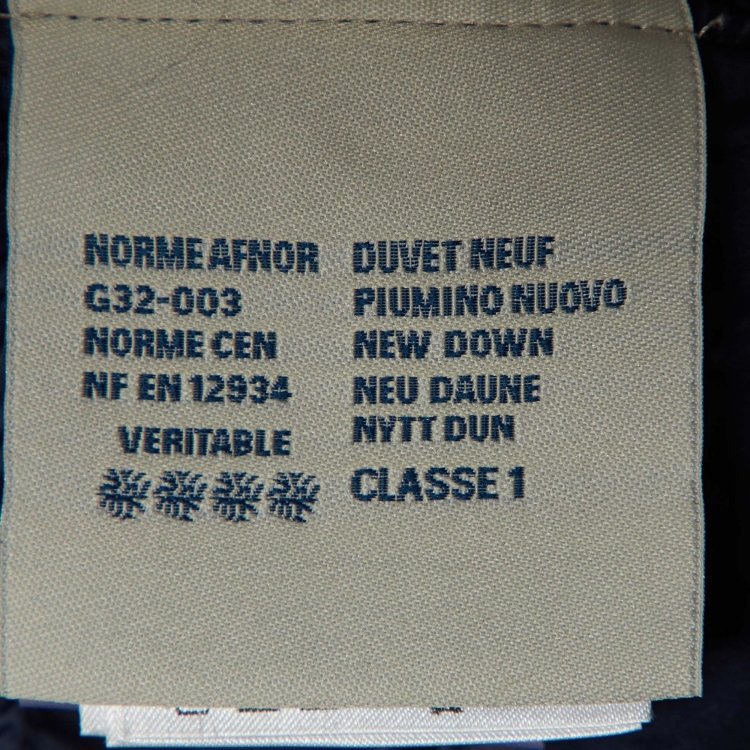 NORME AFNOR
G32-003
NORME CEN
NF EN 12934
VERITABLE
DUVET NEUF
PIUMINO NUOVO
NEW DOWN
NEU DAUNE
NYTT DUN
CLASSE 1